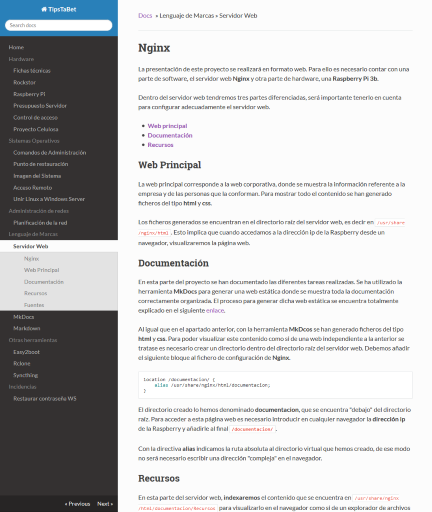 TipsTaBet
Search docs
Home
Hardware
Fichas técnicas
Rockstor
Raspberry Pi
Presupuesto Servidor
Control de acceso
Proyecto Celulosa
Sistemas Operativos
Comandos de Administración
Punto de restauración
Imagen del Sistema
Acceso Remoto
Unir Linux a Windows Server
Administración de redes
Planificación de la red
Lenguaje de Marcas
Servidor Web
Nginx
Web Principal
Documentación
Recursos
Fuentes
MkDocs
Markdown
Otras herramientas
Easy2boot
Rclone
Syncthing
Incidencias
Restaurar contraseña WS
« Previous Next »
Docs » Lenguaje de Marcas » Servidor Web
Nginx
La presentación de este proyecto se realizará en formato web. Para ello es necesario contar con una
parte de software, el servidor web Nginx y otra parte de hardware, una Raspberry Pi 3b.
Dentro del servidor web tendremos tres partes diferenciadas, será importante tenerlo en cuenta
para configurar adecuadamente el servidor web.
• Web principal
• Documentación
• Recursos
Web Principal
La web principal corresponde a la web corporativa, donde se muestra la información referente a la
empresa y de las personas que la conforman. Para mostrar todo el contenido se han generado
ficheros del tipo html y css.
Los ficheros generados se encuentran en el directorio raíz del servidor web, es decir en /usr/share
/nginx/html . Esto implica que cuando accedamos a la dirección ip de la Raspberry desde un
navegador, visualizaremos la página web.
Documentación
En esta parte del proyecto se han documentado las diferentes tareas realizadas. Se ha utilizado la
herramienta MkDocs para generar una web estática donde se muestra toda la documentación
correctamente organizada. El proceso para generar dicha web estática se encuentra totalmente
explicado en el siguiente enlace.
Al igual que en el apartado anterior, con la herramienta MkDcos se han generado ficheros del tipo
html y css. Para poder visualizar este contenido como si de una web independiente a la anterior se
tratase es necesario crear un directorio dentro del directorio raíz del servidor web. Debemos añadir
el siguiente bloque al fichero de configuración de Nginx.
location /documentacion/ {
alias /usr/share/nginx/html/documentacion;
}
El directorio creado lo hemos denominado documentacion, que se encuentra "debajo" del directorio
raíz. Para acceder a esta página web es necesario introducir en cualquier navegador la dirección ip
de la Raspberry y añadirle al final /documentacion/ .
Con la directiva alias indicamos la ruta absoluta al directorio virtual que hemos creado, de ese modo
no será necesario escribir una dirección "compleja" en el navegador.
Recursos
En esta parte del servidor web, indexaremos el contenido que se encuentra en /usr/share/nginx
/html/documentacion/Recursos para visualizarlo en el navegador como si de un explorador de archivos